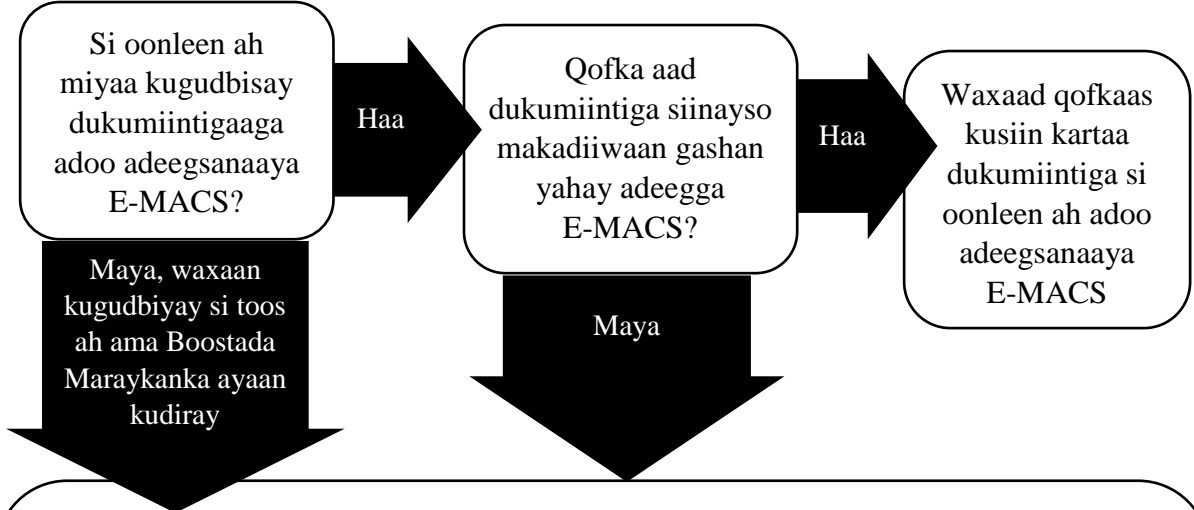 Si oonleen ah
miyaa kugudbisay
dukumiintigaaga
adoo adeegsanaaya
E-MACS?
Haa
Qofka aad
dukumiintiga siinayso
makadiiwaan gashan
yahay adeegga
E-MACS?
Haa
Waxaad qofkaas
kusiin kartaa
dukumiintiga si
oonleen ah adoo
adeegsanaaya
E-MACS
Maya, waxaan
kugudbiyay si toos
ah ama Boostada
Maraykanka ayaan
kudiray
Maya